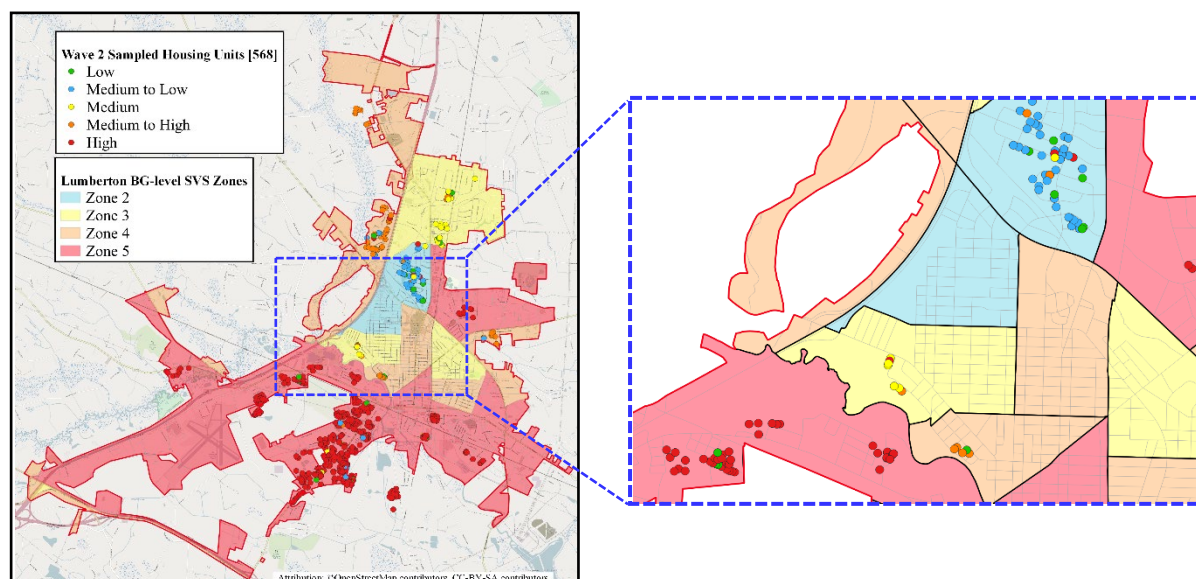 Wave 2 Sampled Housing Units [568]
Low
Medium to Low
Medium
Medium to High
High
Lumberton BG-level SVS Zones
Zone 2
Zone 3
Zone 4
Zone 5
Attribution: ©OpenStreetMap contributors, CC-BY-SA contributors